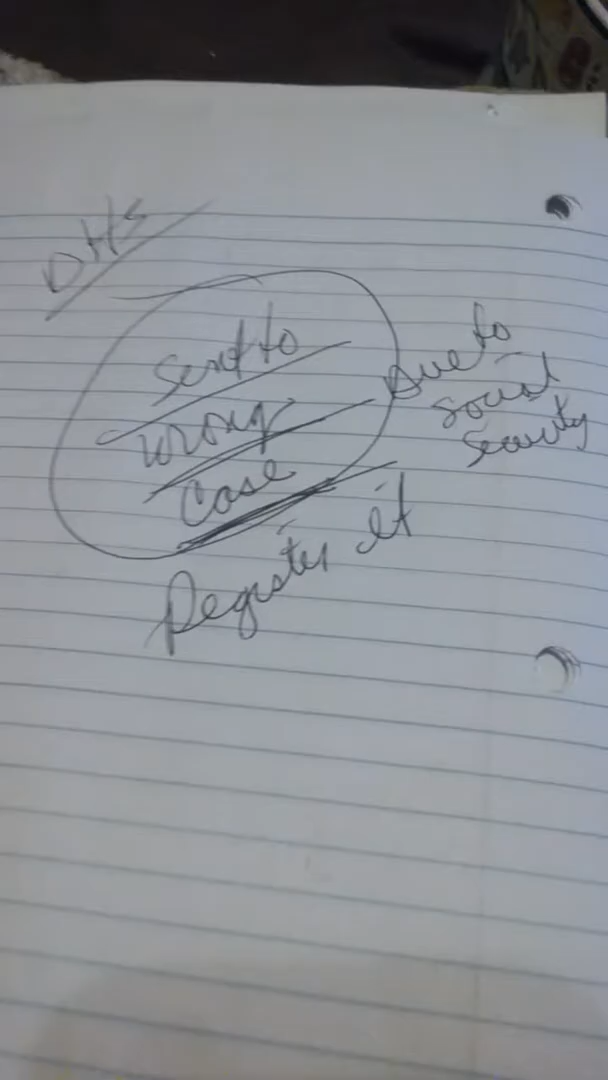 DHS
Sent to
wrong
case
Due to
social
security
Register it